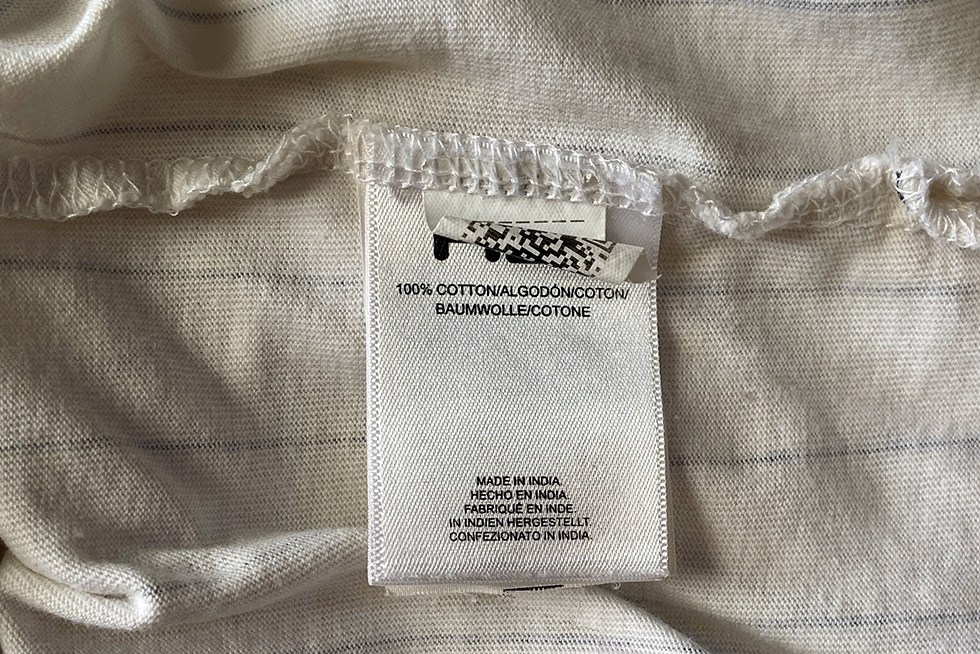 100% COTTON/ALGODÓN/COTON/
BAUMWOLLE/COTONE
MADE IN INDIA.
HECHO EN INDIA.
FABRIQUÉ EN INDE.
IN INDIEN HERGESTELLT.
CONFEZIONATO IN INDIA.